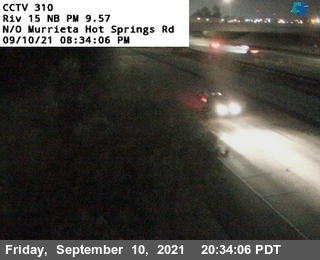 CCTV 310
Riv 15 NB PM 9.57
N/O Murrieta Hot Springs Rd
09/10/21 08:34:06 PM
Friday, September 10, 2021 20:34:06 PDT